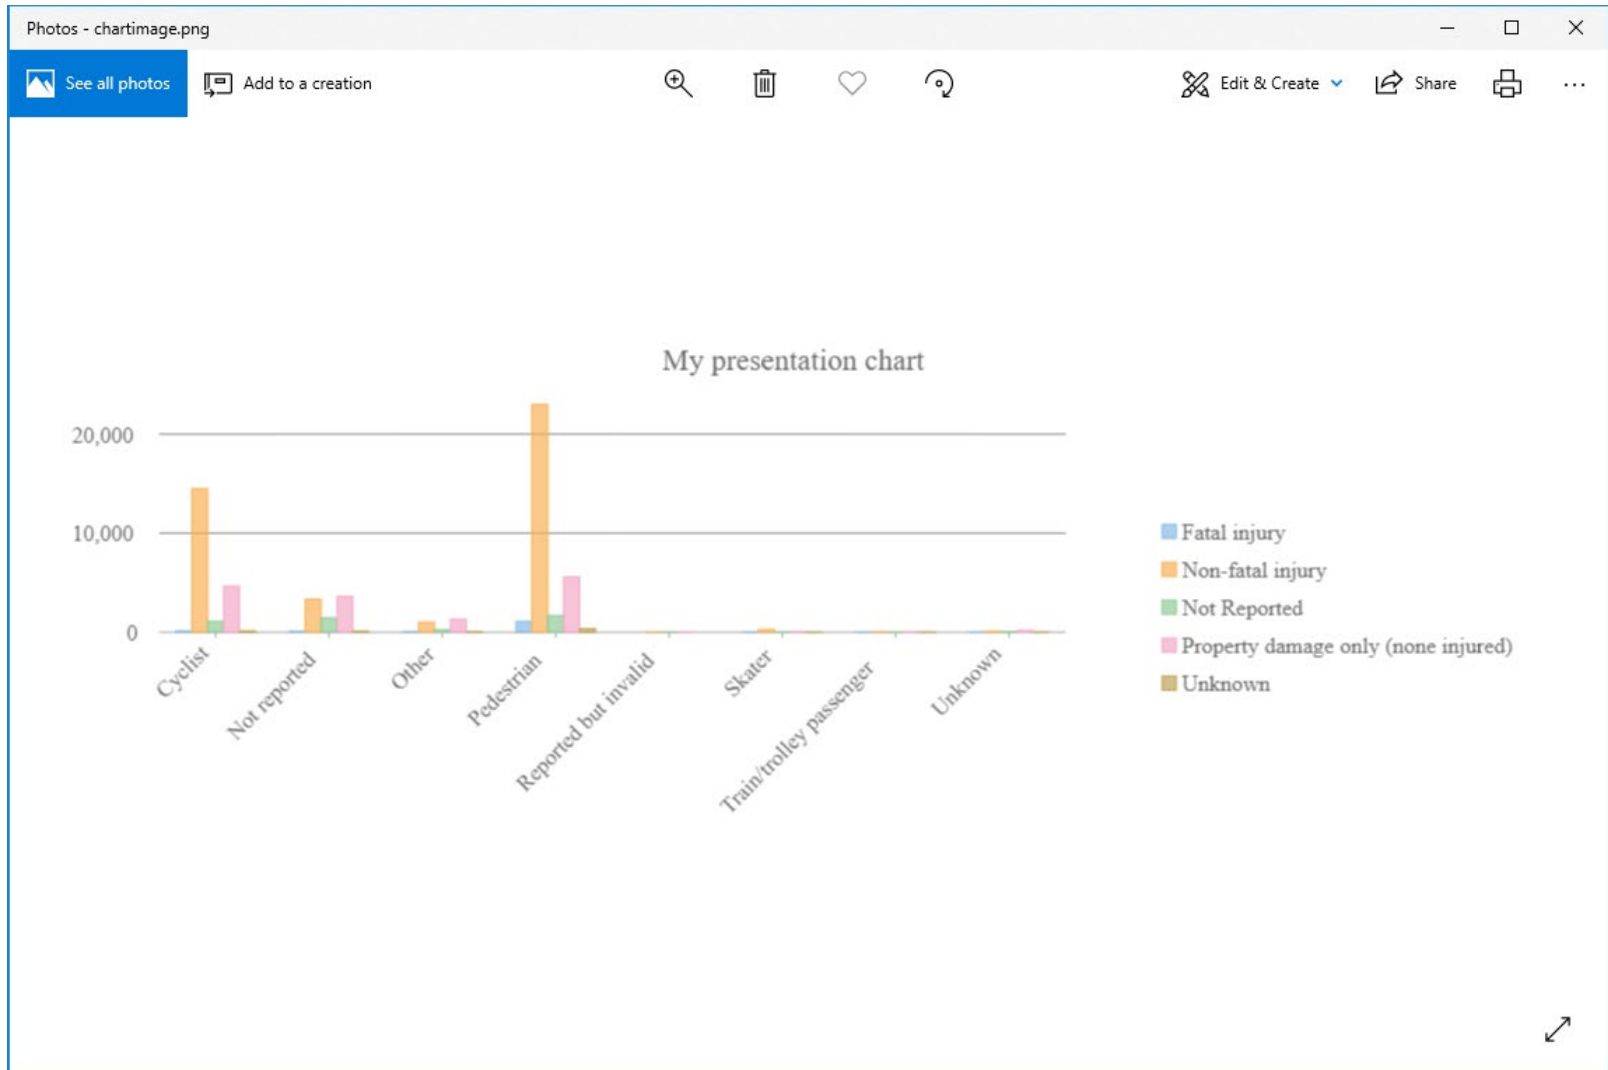 Photos - chartimage.png
See all photos
Add to a creation
Edit & Create
Share
My presentation chart
20,000
10,000
0
Cyclist
Not reported
Other
Pedestrian
Reported but invalid
Skater
Train/trolley passenger
Unknown
Fatal injury
Non-fatal injury
Not Reported
Property damage only (none injured)
Unknown